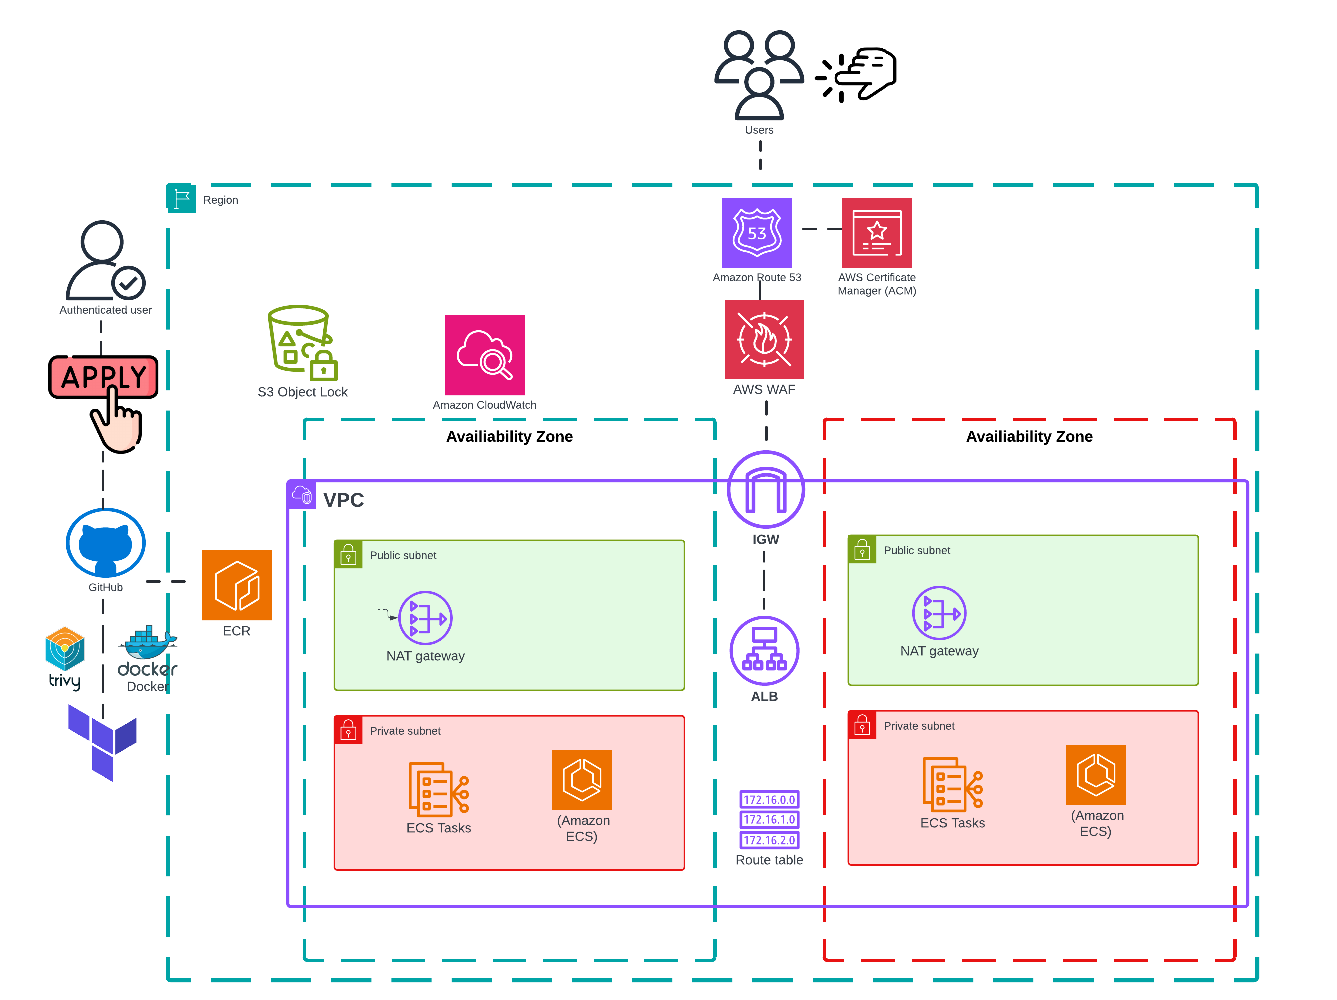 Users
Region
53
Amazon Route 53
AWS Certificate
Manager (ACM)
Authenticated user
APPLY
S3 Object Lock
Amazon CloudWatch
AWS WAF
Availiability Zone
Availiability Zone
VPC
IGW
GitHub
ECR
Public subnet
NAT gateway
Public subnet
NAT gateway
trivy
docker
Docker
ALB
Private subnet
ECS Tasks
(Amazon
ECS)
172.16.0.0
172.16.1.0
172.16.2.0
Route table
Private subnet
ECS Tasks
(Amazon
ECS)